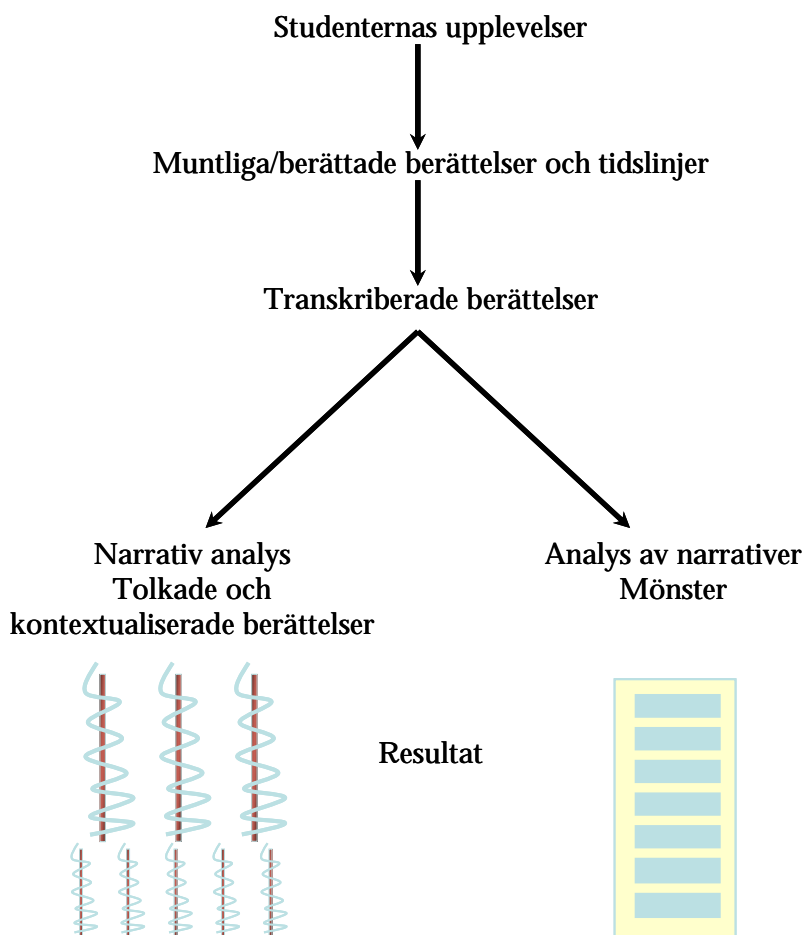 Studenternas upplevelser
Muntliga/berättade berättelser och tidslinjer
Transkriberade berättelser
Narrativ analys
Tolkade och
kontextualiserade berättelser
Analys av narrativer
Mönster
Resultat